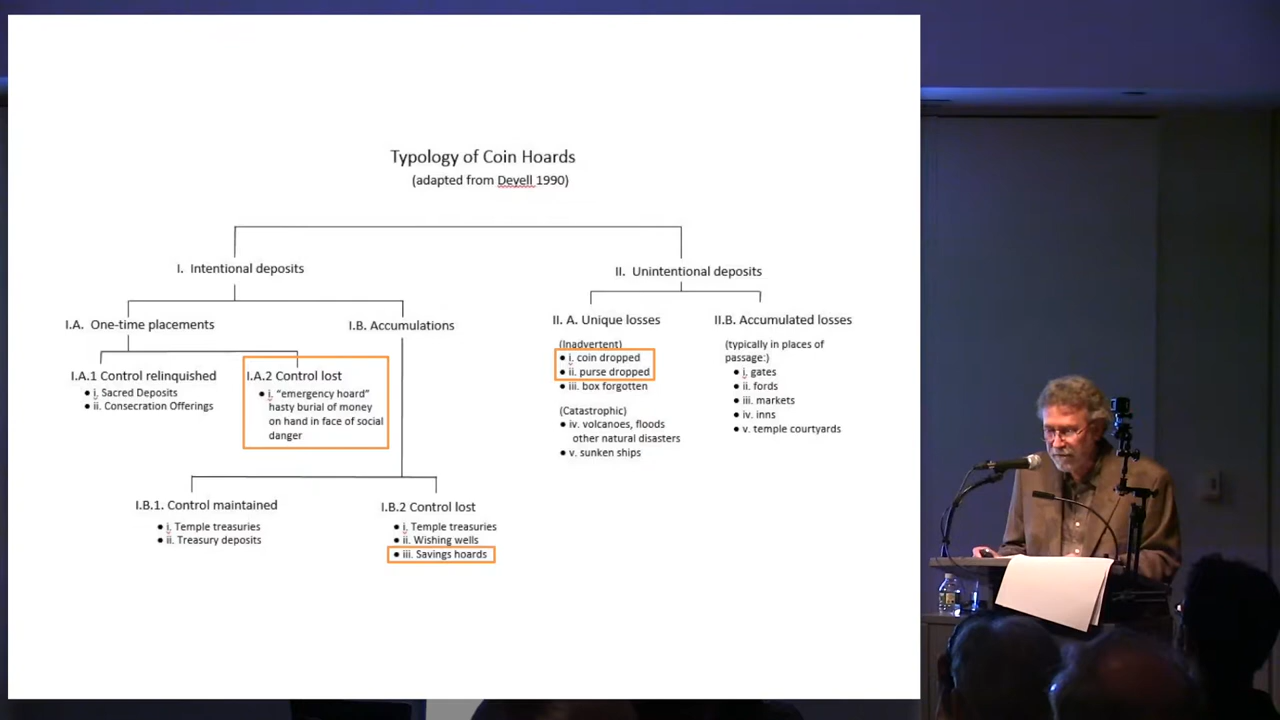 Typology of Coin Hoards
(adapted from Deyell 1990)
I. Intentional deposits
II. Unintentional deposits
I.A. One-time placements
I.B. Accumulations
II. A. Unique losses
II.B. Accumulated losses
I.A.1 Control relinquished
● i. Sacred Deposits
● ii. Consecration Offerings
I.A.2 Control lost
● i. “emergency hoard”
hasty burial of money
on hand in face of social
danger
(Inadvertent)
● i. coin dropped
● ii. purse dropped
● iii. box forgotten
(Catastrophic)
● iv. volcanoes, floods
other natural disasters
● v. sunken ships
(typically in places of
passage:)
● i. gates
● ii. fords
● iii. markets
● iv. inns
● v. temple courtyards
I.B.1. Control maintained
● i. Temple treasuries
● ii. Treasury deposits
I.B.2 Control lost
● i. Temple treasuries
● ii. Wishing wells
● iii. Savings hoards